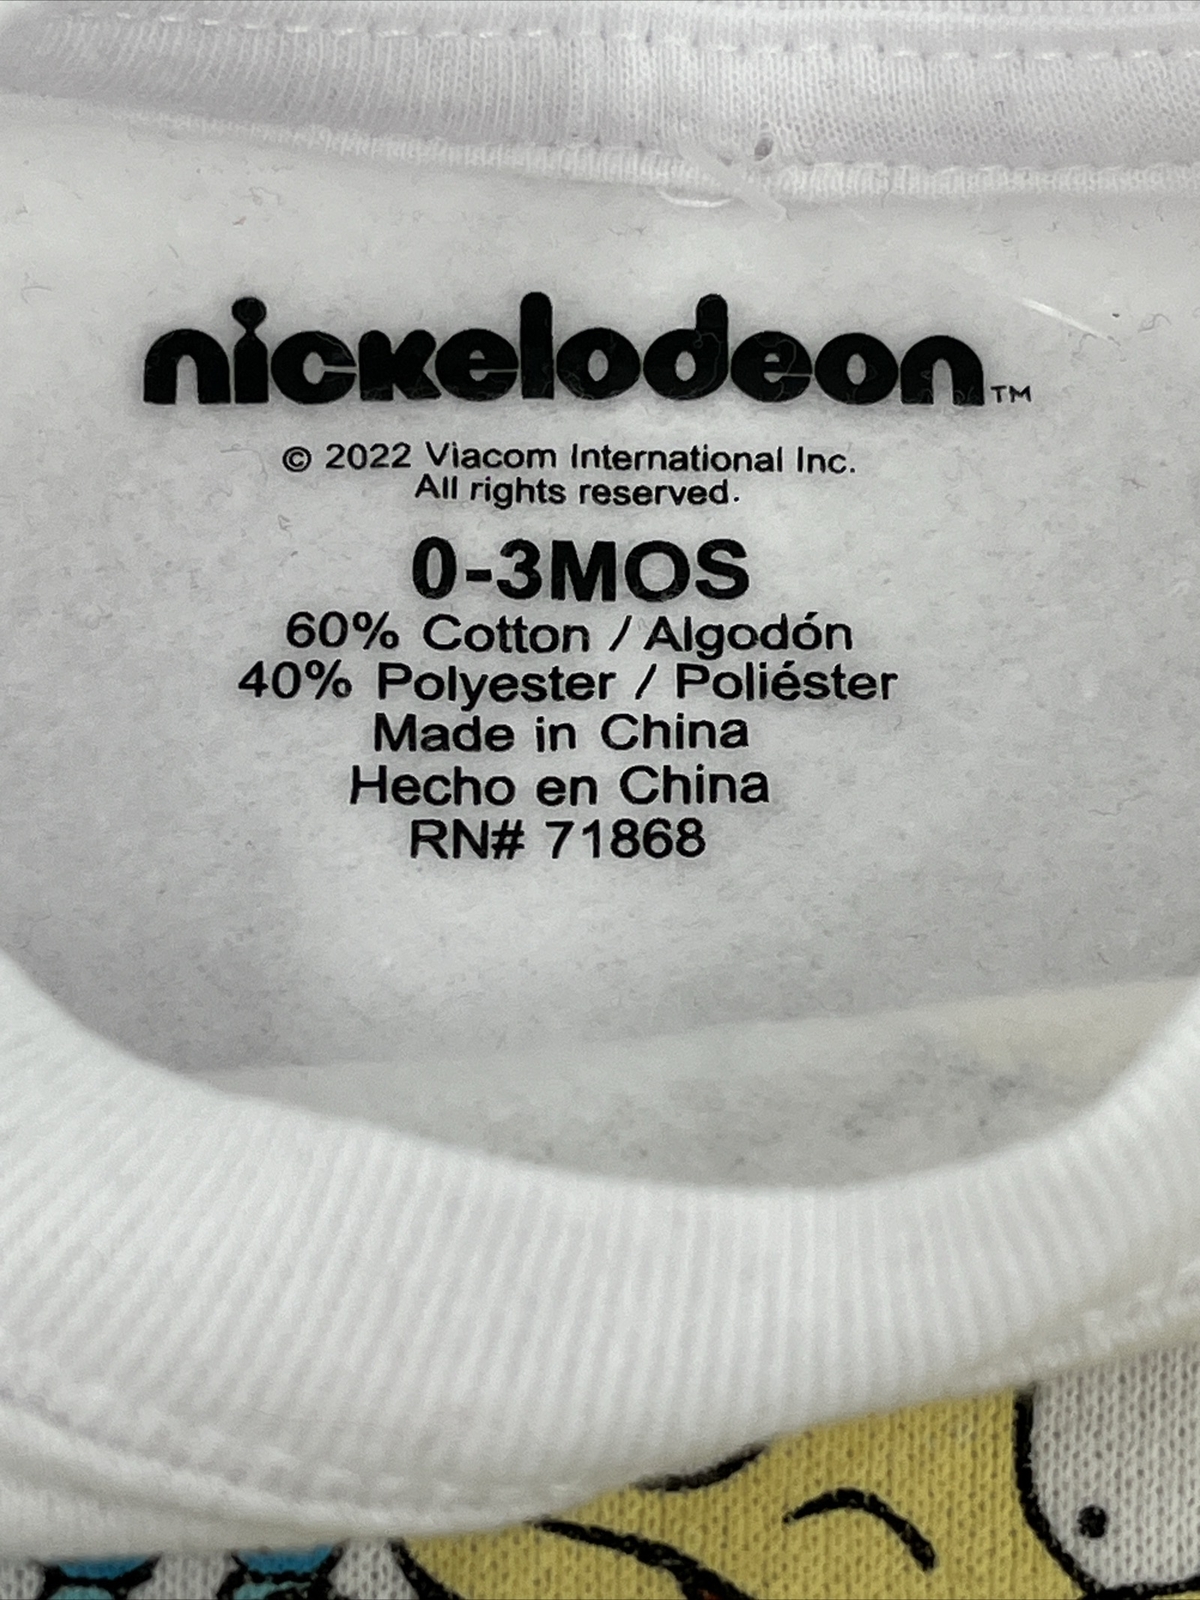 nickelodeon™
© 2022 Viacom International Inc.
All rights reserved.
0-3MOS
60% Cotton / Algodón
40% Polyester / Poliéster
Made in China
Hecho en China
RN# 71868